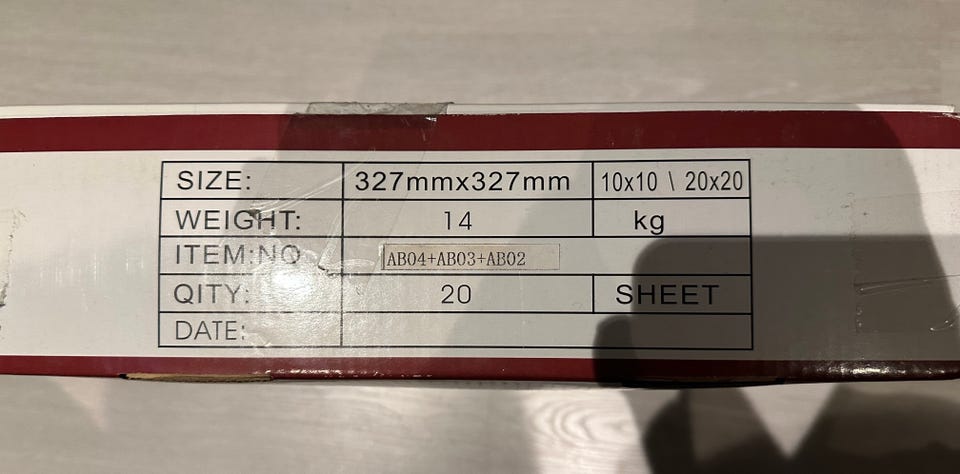 SIZE: 327mmx327mm 10x10 \ 20x20
WEIGHT: 14 kg
ITEM:NO AB04+AB03+AB02
QITY: 20 SHEET
DATE: